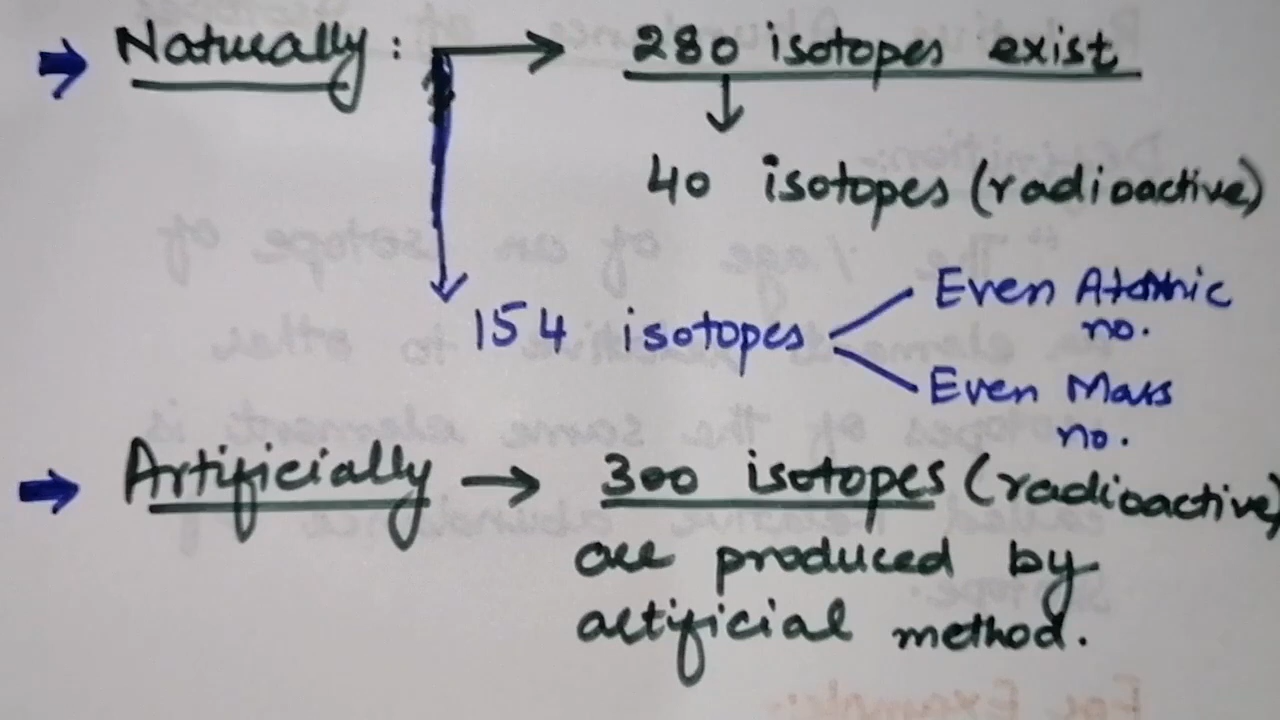 Naturally : → 280 isotopes exist
40 isotopes (radioactive)
154 isotopes
Even Atomic
no.
Even Mass
no.
Artificially → 300 isotopes (radioactive)
are produced by
artificial method.